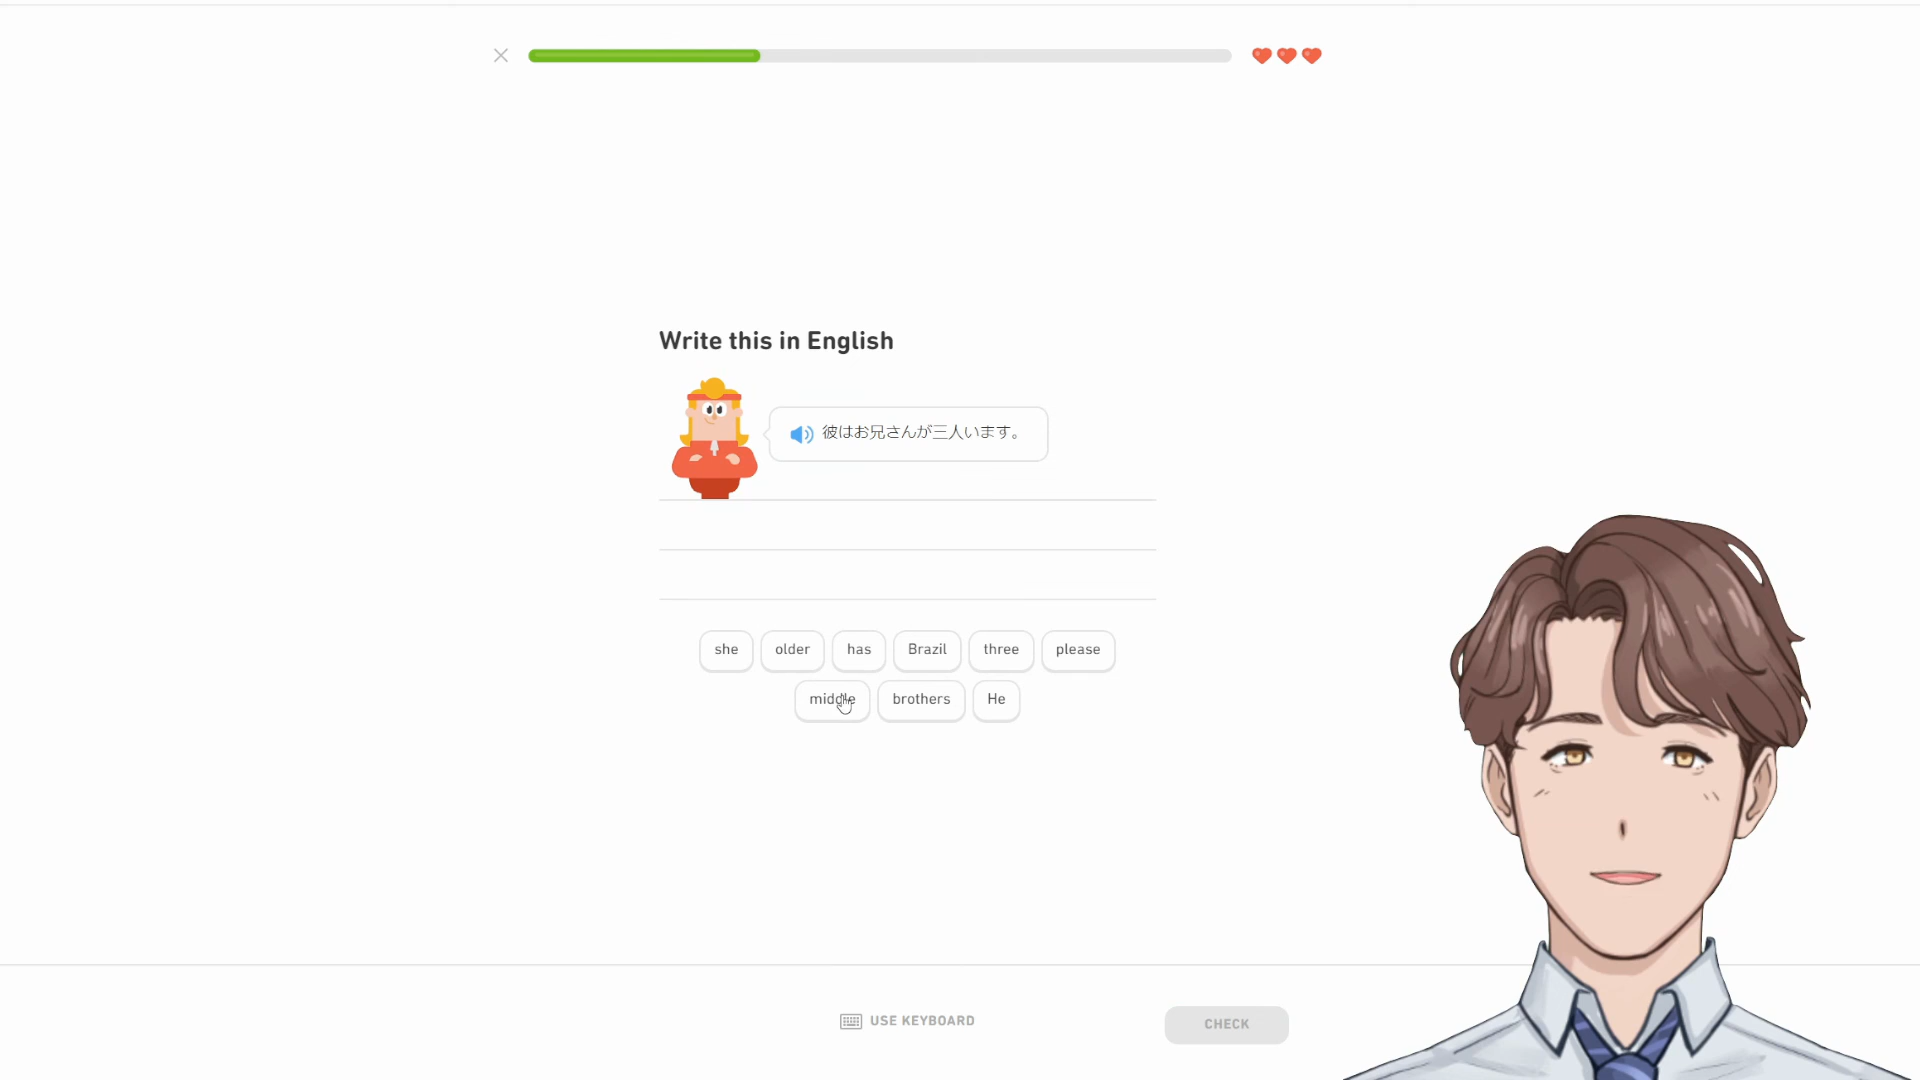 Write this in English
彼はお兄さんが三人います。
she older has Brazil three please
middle brothers He
USE KEYBOARD
CHECK